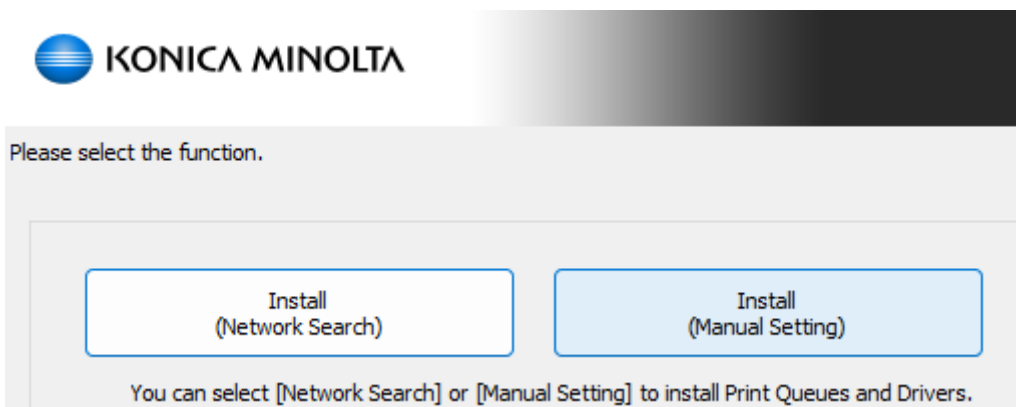 KONICA MINOLTA
Please select the function.
Install
(Network Search)
Install
(Manual Setting)
You can select [Network Search] or [Manual Setting] to install Print Queues and Drivers.